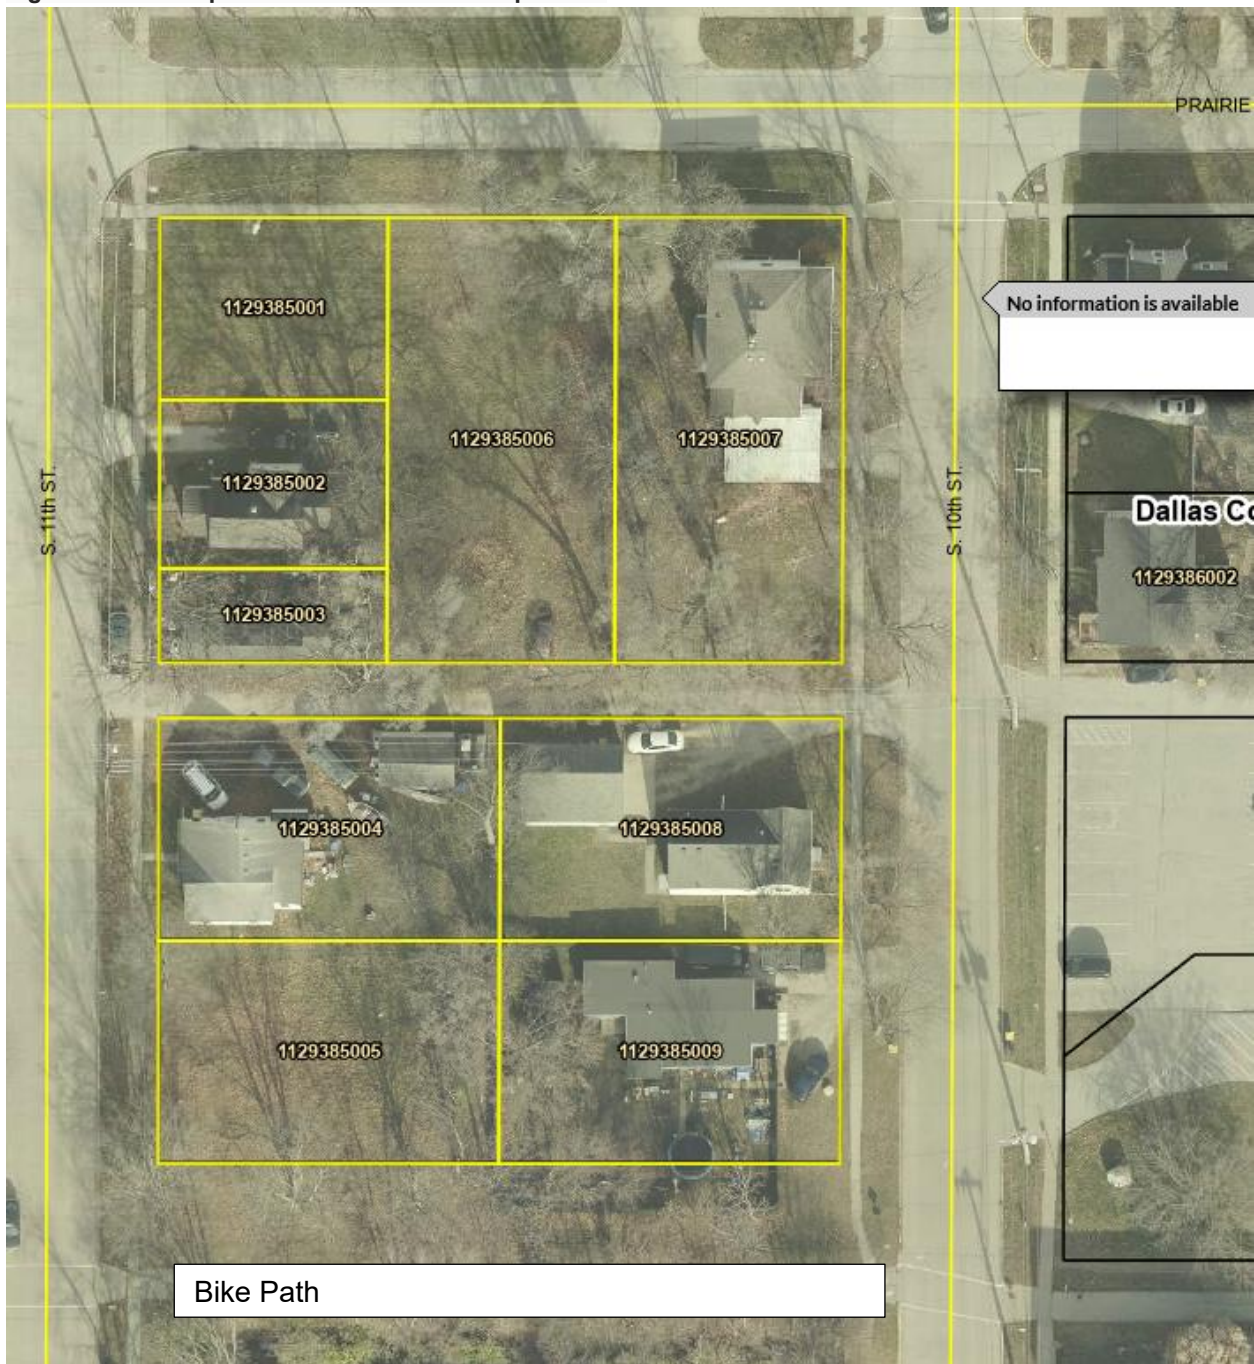 PRAIRIE
1129385001
No information is available
1129385006
1129385007
1129385002
S. 11th ST.
S. 10th ST.
Dallas Co
1129386002
1129385003
1129385004
1129385008
1129385005
1129385009
Bike Path